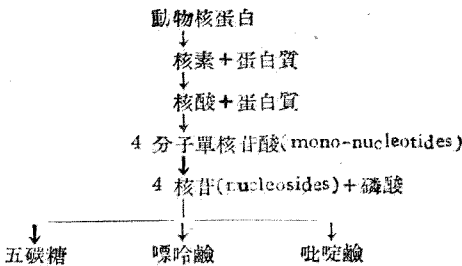 動物核蛋白
核素+蛋白質
核酸+蛋白質
4 分子單核苷酸(mono-nucleotides)
4 核苷(nucleosides)+磷酸
五碳糖 嘌呤鹼 吡啶鹼